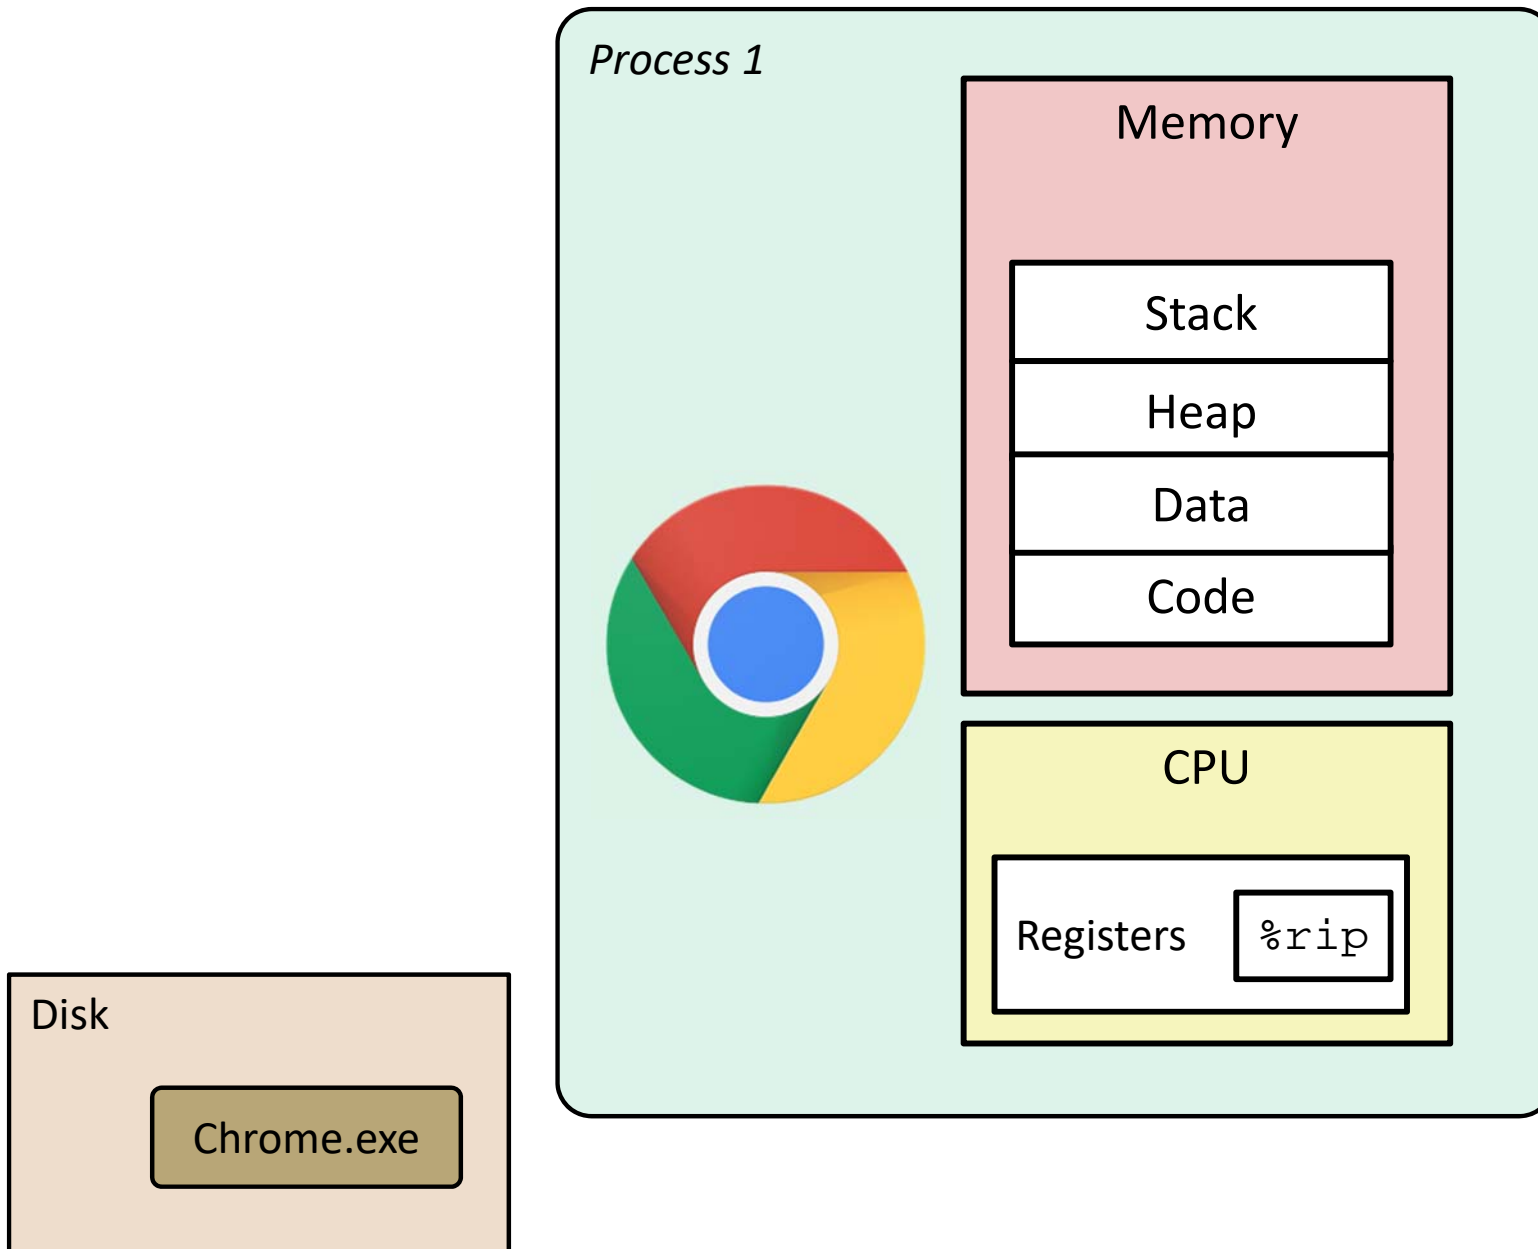 Process 1
Memory
Stack
Heap
Data
Code
CPU
Registers %rip
Disk
Chrome.exe